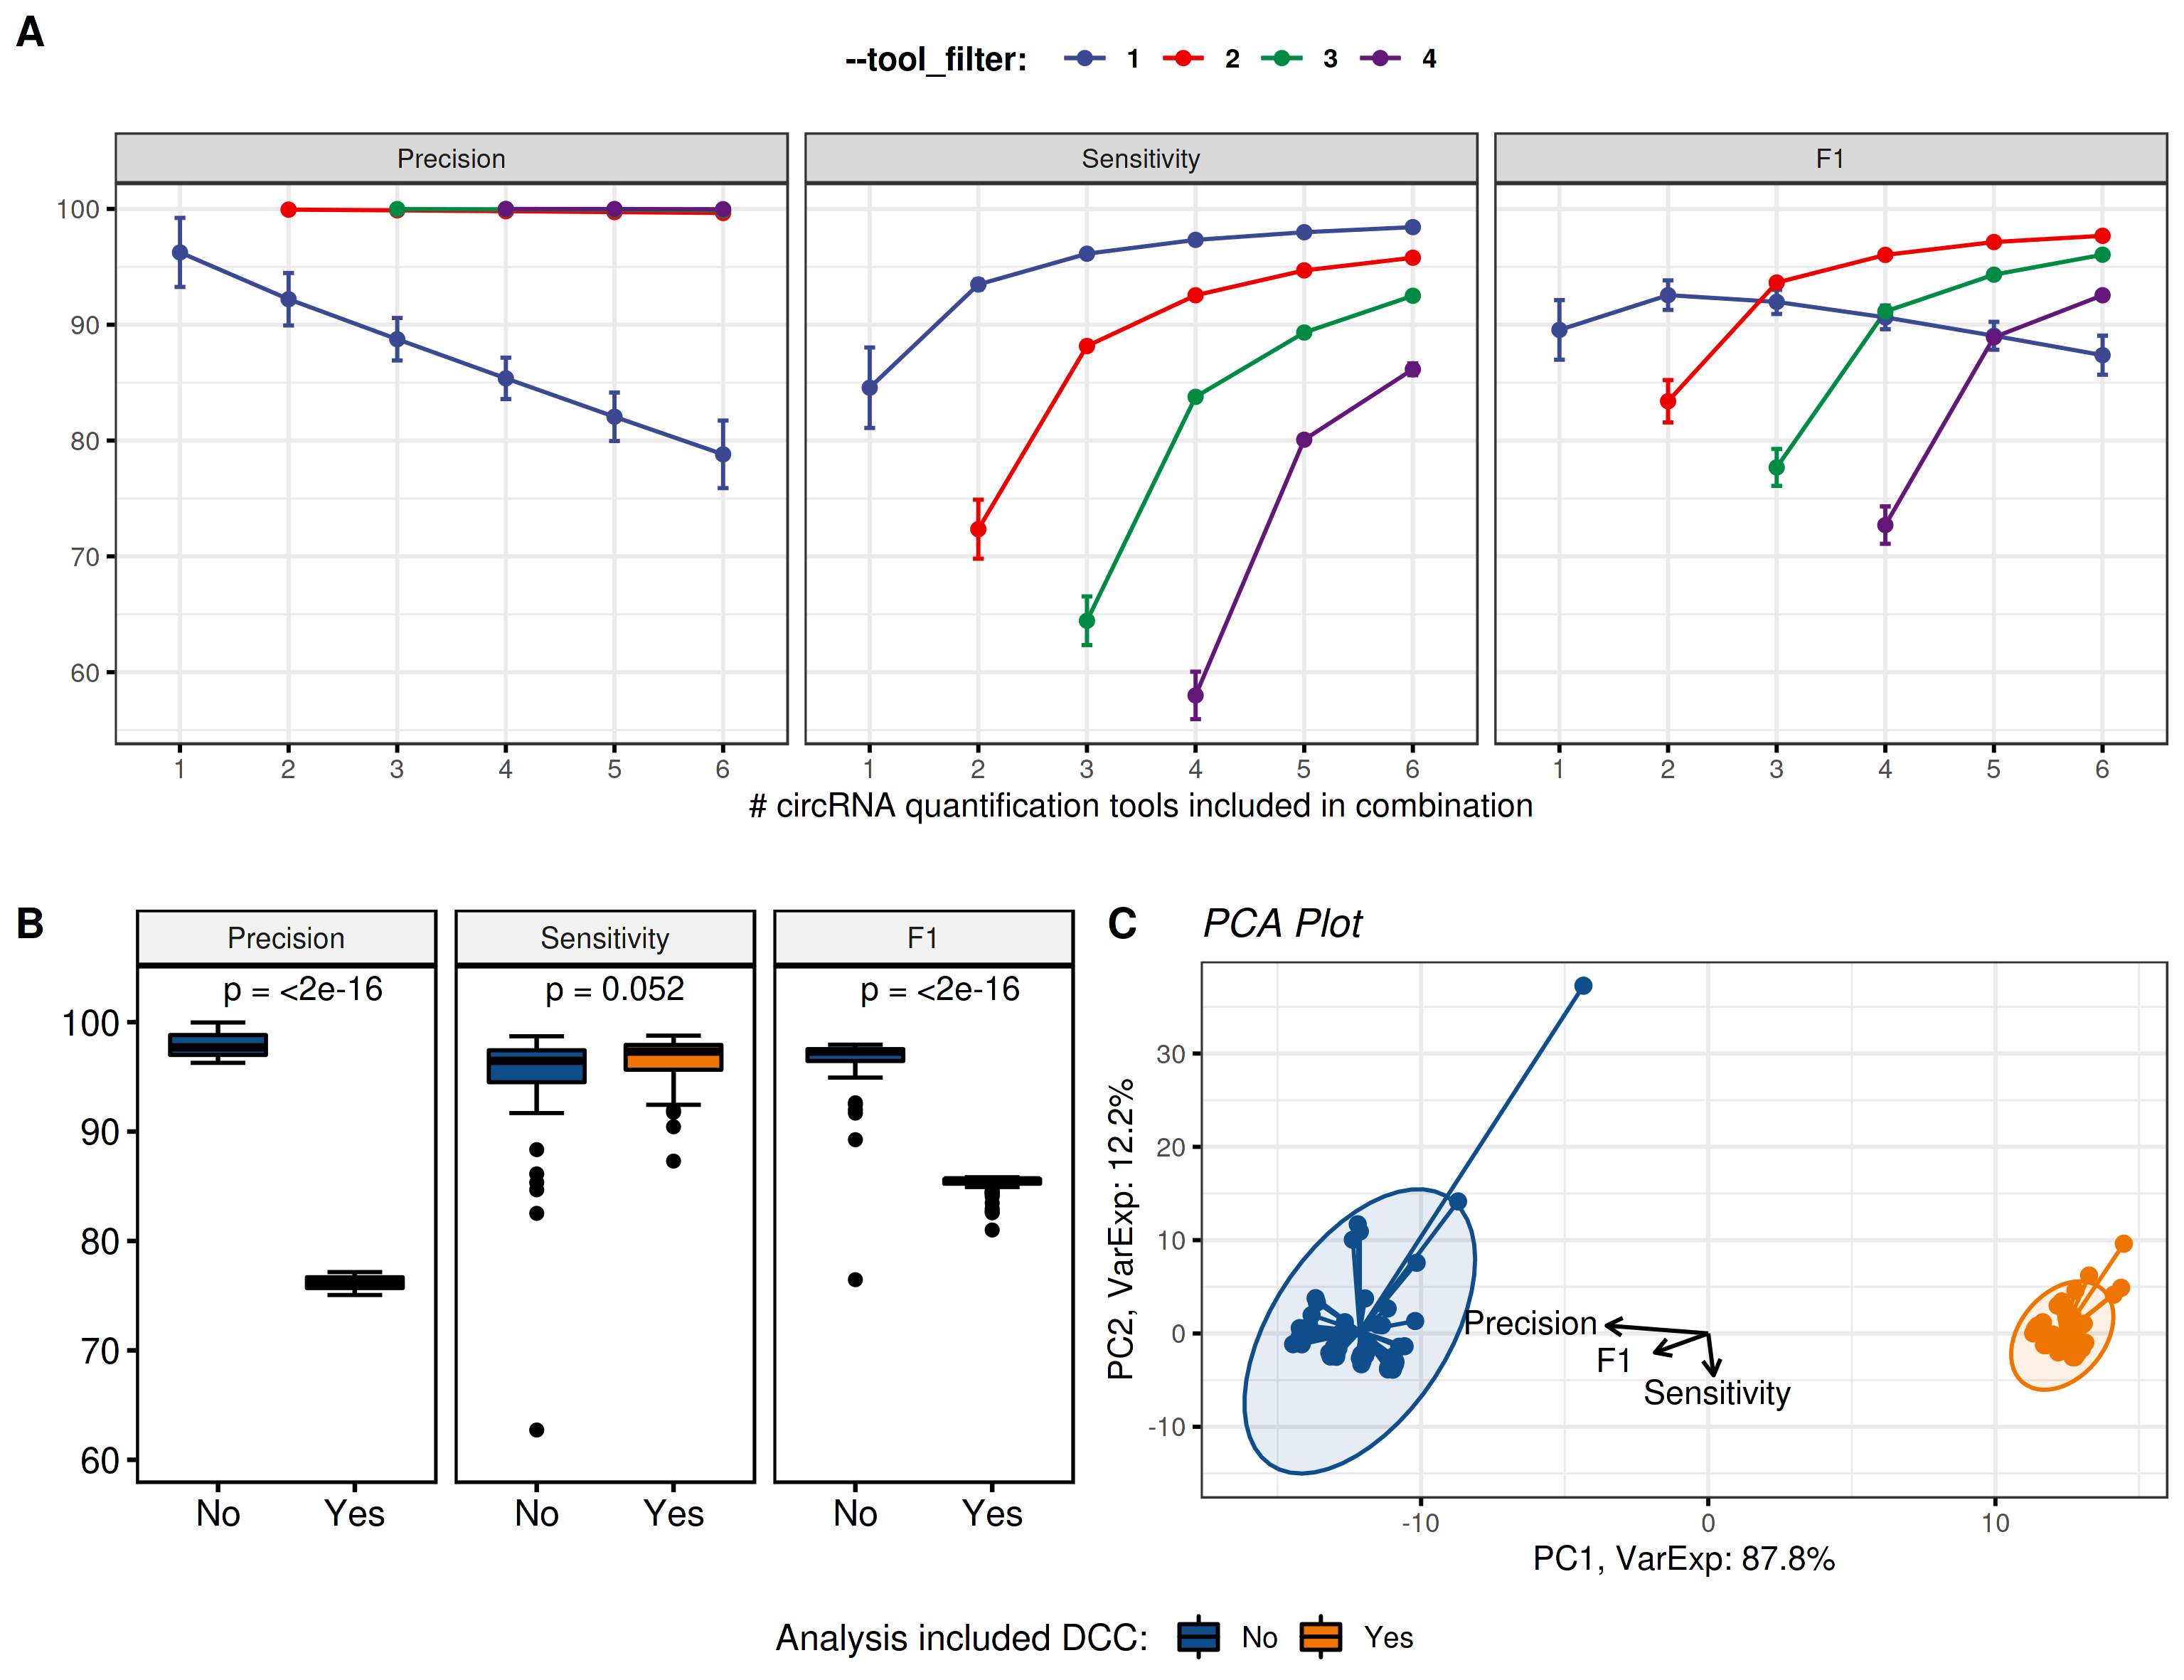 A
--tool_filter: 1 2 3 4
Precision Sensitivity F1
100
90
80
70
60
1 2 3 4 5 6 1 2 3 4 5 6 1 2 3 4 5 6
# circRNA quantification tools included in combination
B
Precision Sensitivity F1
p = <2e-16 p = 0.052 p = <2e-16
100
90
80
70
60
No Yes No Yes No Yes
C PCA Plot
PC2, VarExp: 12.2%
30
20
10
0
-10
Precision
F1
Sensitivity
-10 0 10
PC1, VarExp: 87.8%
Analysis included DCC: No Yes